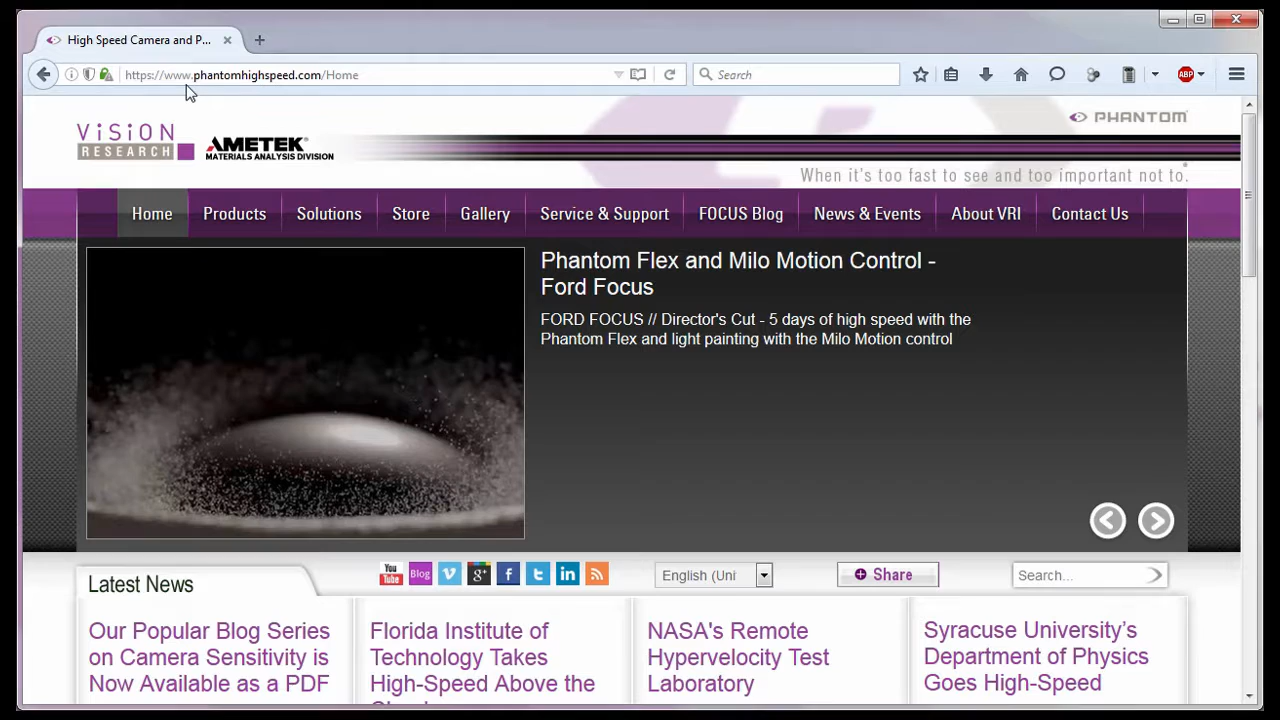 High Speed Camera and P...
https://www.phantomhighspeed.com/Home
Search
ABP
ViSiON
RESEARCH
AMETEK®
MATERIALS ANALYSIS DIVISION
PHANTOM
When it's too fast to see and too important not to.®
Home
Products
Solutions
Store
Gallery
Service & Support
FOCUS Blog
News & Events
About VRI
Contact Us
Phantom Flex and Milo Motion Control -
Ford Focus
FORD FOCUS // Director's Cut - 5 days of high speed with the
Phantom Flex and light painting with the Milo Motion control
Latest News
You
Tube
Blog
English (Uni
Share
Search...
Our Popular Blog Series
on Camera Sensitivity is
Now Available as a PDF
Florida Institute of
Technology Takes
High-Speed Above the
NASA's Remote
Hypervelocity Test
Laboratory
Syracuse University's
Department of Physics
Goes High-Speed